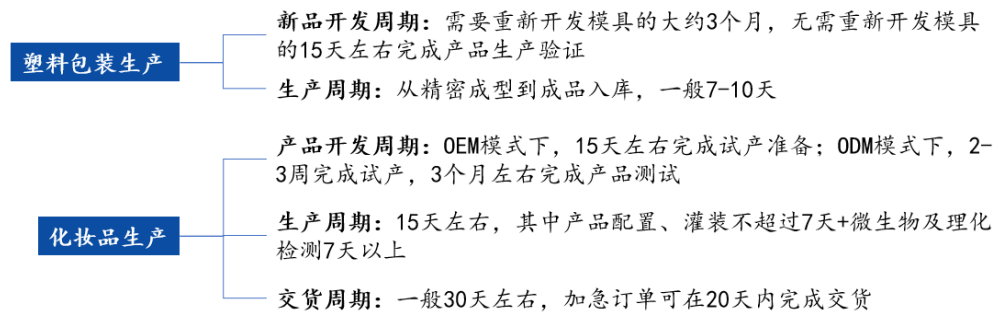 塑料包装生产
新品开发周期：需要重新开发模具的大约3个月，无需重新开发模具
的15天左右完成产品生产验证
生产周期：从精密成型到成品入库，一般7-10天
化妆品生产
产品开发周期：OEM模式下，15天左右完成试产准备；ODM模式下，2-
3周完成试产，3个月左右完成产品测试
生产周期：15天左右，其中产品配置、灌装不超过7天+微生物及理化
检测7天以上
交货周期：一般30天左右，加急订单可在20天内完成交货